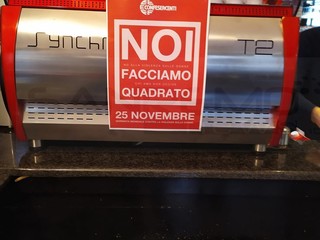 CONFESERCENTI
Synchr
T2
NOI
FACCIAMO
QUADRATO
25 NOVEMBRE